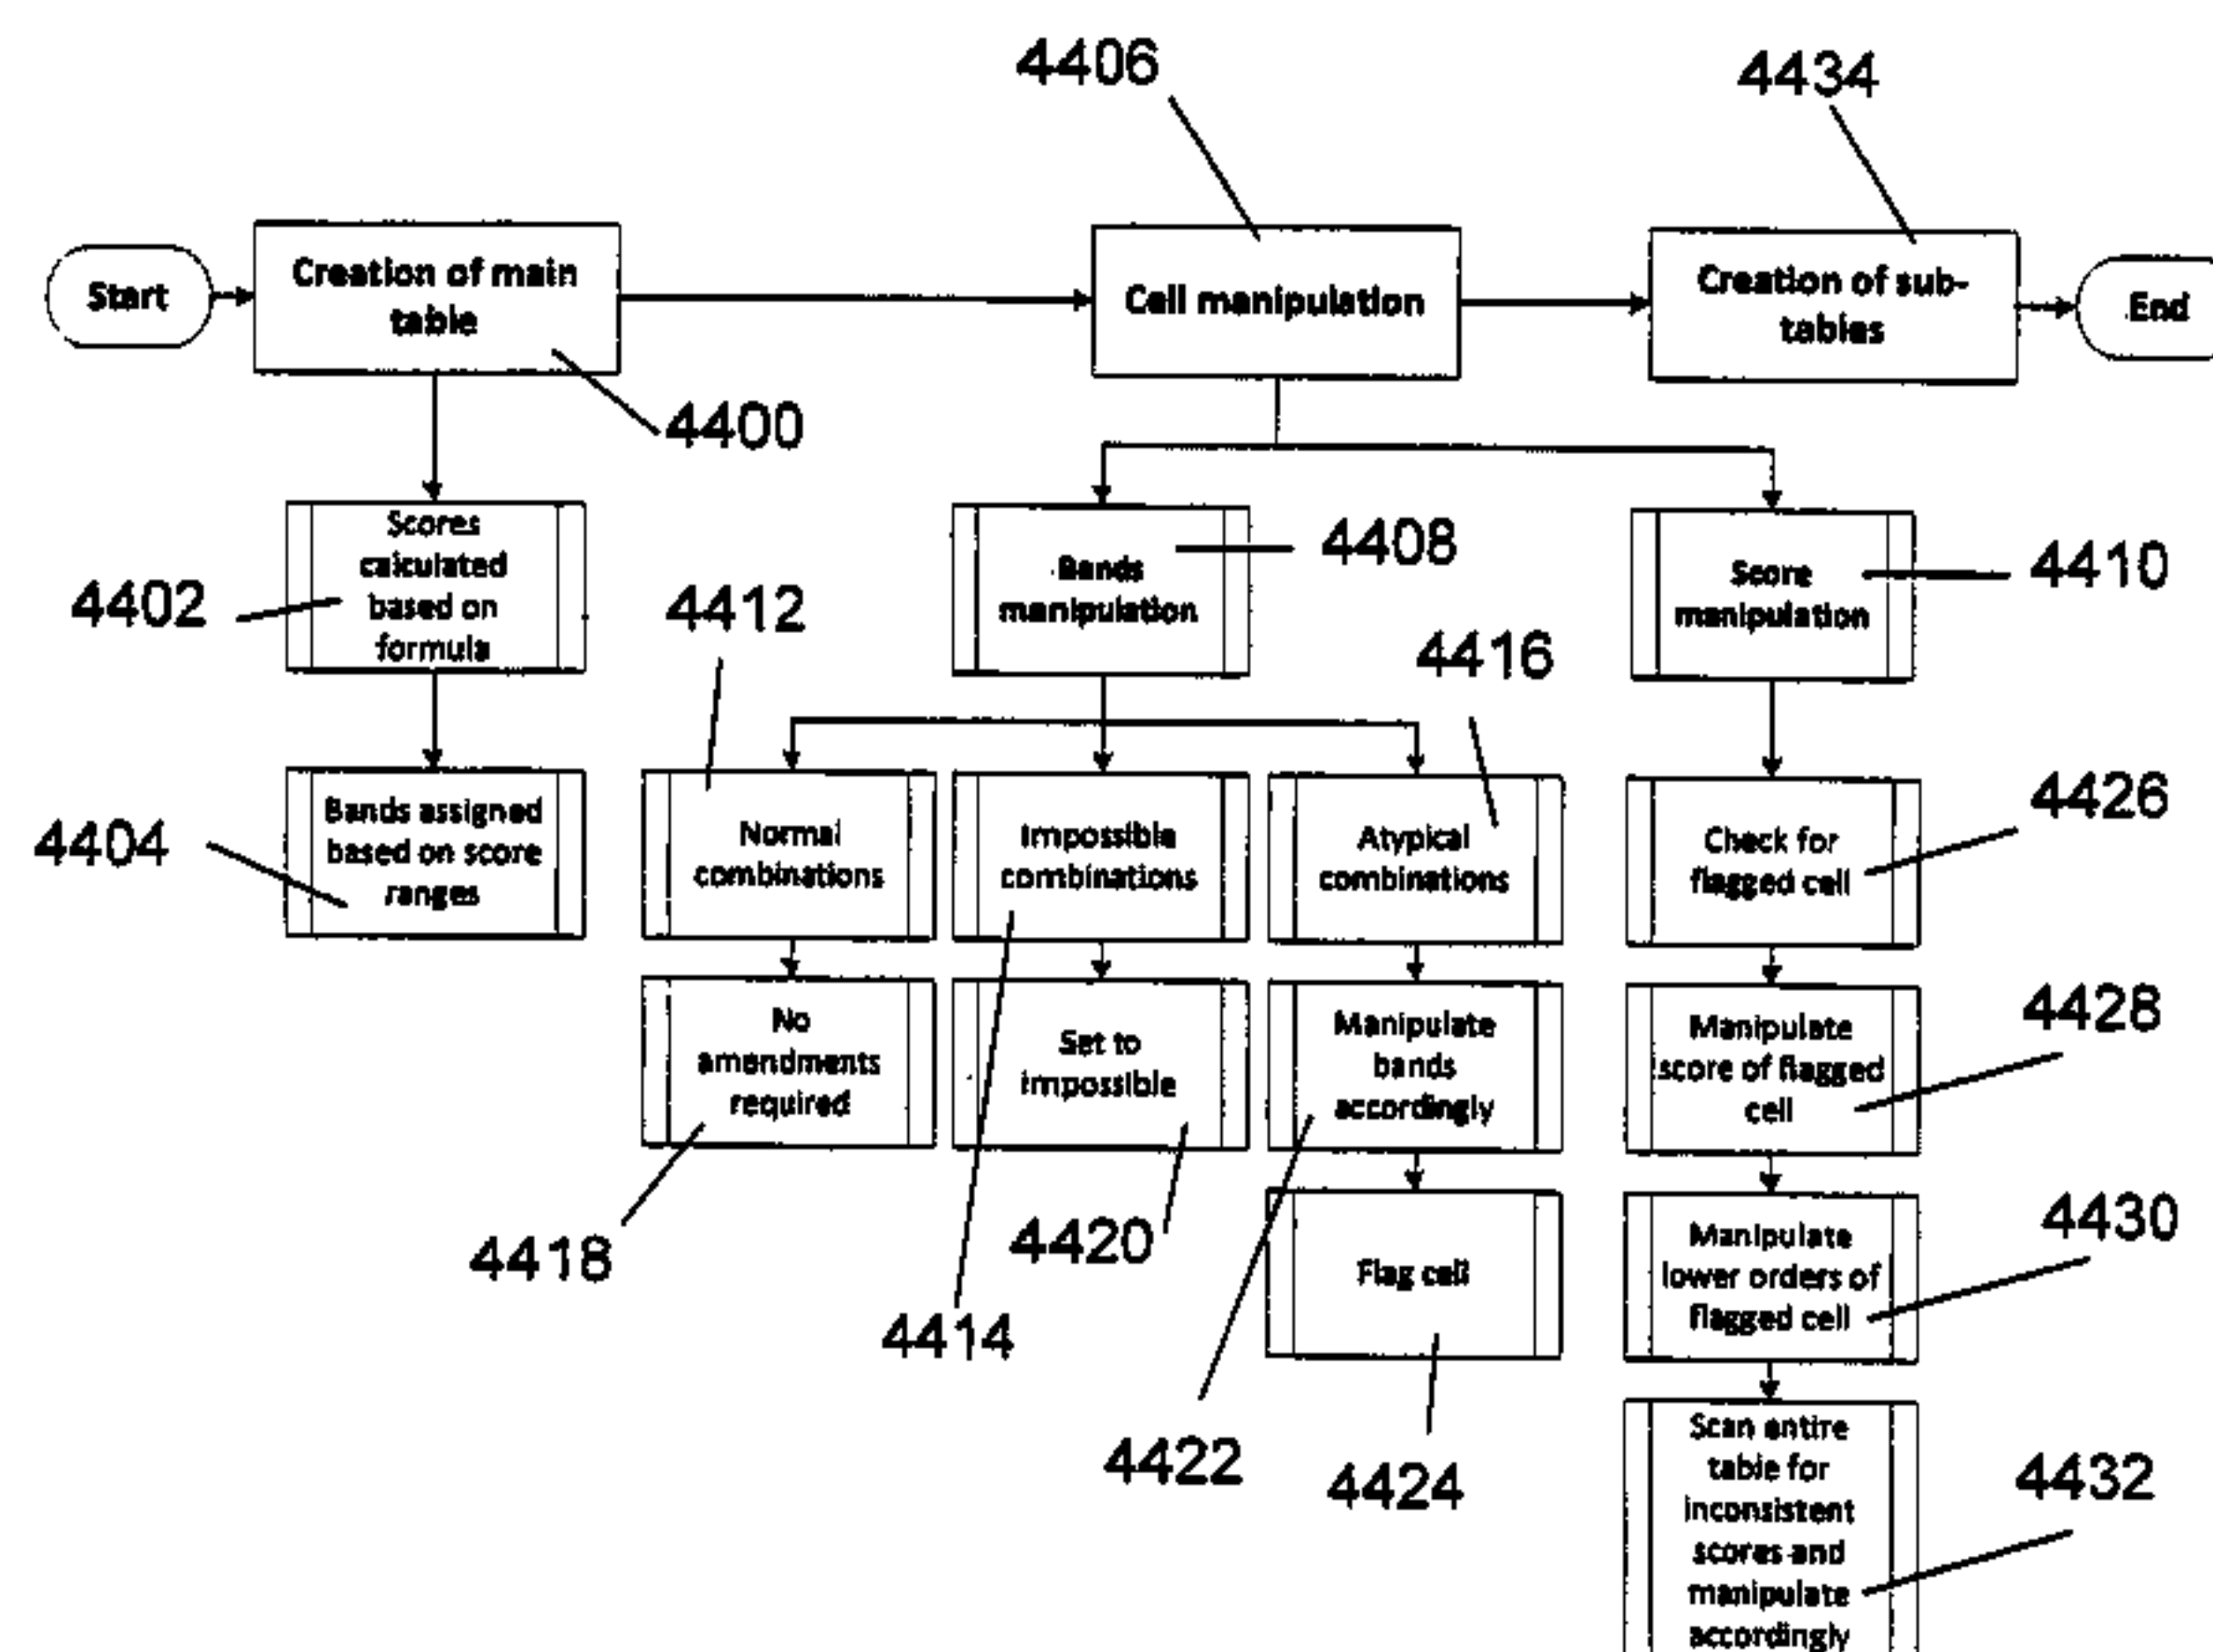 4406
4434
Start
Creation of main
table
Cell manipulation
Creation of sub-
tables
End
4400
Scores
calculated
based on
formula
4402
Bands
manipulation
4408
Score
manipulation
4410
4412
4416
Bands assigned
based on score
ranges
4404
Normal
combinations
Impossible
combinations
Atypical
combinations
Check for
flagged cell
4426
No
amendments
required
Set to
impossible
Manipulate
bands
accordingly
Manipulate
score of flagged
cell
4428
4418
4420
4414
Flag cell
Manipulate
lower orders of
flagged cell
4430
4422
4424
Scan entire
table for
inconsistent
scores and
manipulate
accordingly
4432